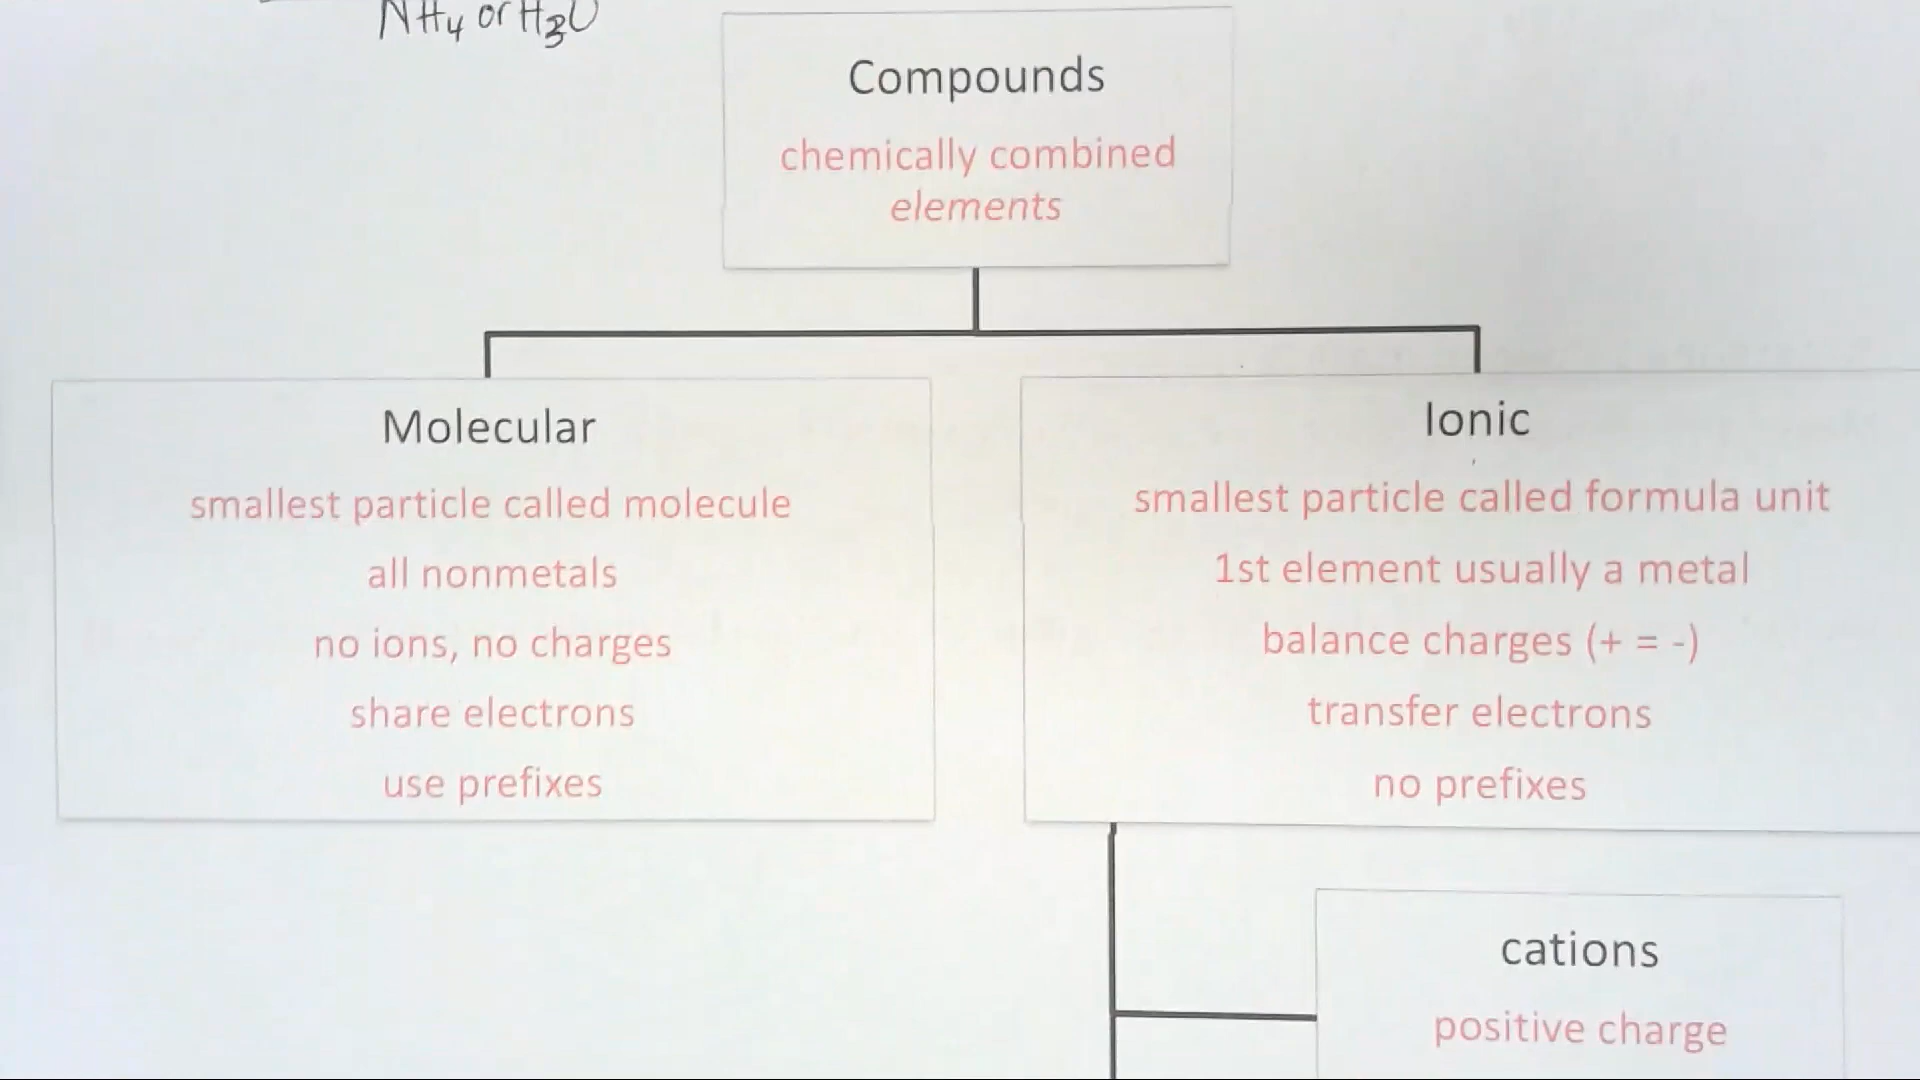 NH4 or H3O
Compounds
chemically combined
elements
Molecular
smallest particle called molecule
all nonmetals
no ions, no charges
share electrons
use prefixes
Ionic
smallest particle called formula unit
1st element usually a metal
balance charges (+ = -)
transfer electrons
no prefixes
cations
positive charge